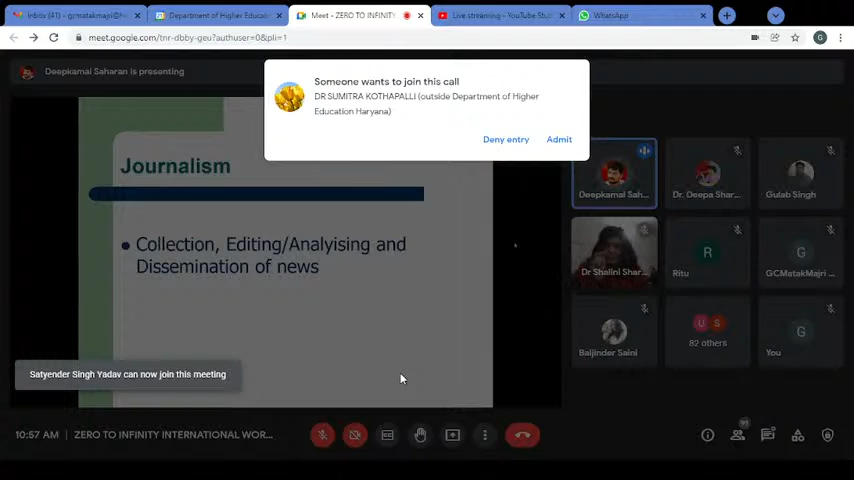 Inbox (41) - gcmatakmajri@h
Department of Higher Educat
Meet - ZERO TO INFINITY
Live streaming - YouTube Stu
WhatsApp
meet.google.com/tnr-dbby-geu?authuser=0&pli=1
G
Deepkamal Saharan is presenting
Someone wants to join this call
DR SUMITRA KOTHAPALLI (outside Department of Higher
Education Haryana)
Deny entry
Admit
Journalism
Collection, Editing/Analysising and
Dissemination of news
Deepkamal Sah...
Dr. Deepa Shar...
Gulab Singh
Dr Shalini Shar...
R
Ritu
G
GCMatakMajri ...
Baljinder Saini
U S
82 others
G
You
Satyender Singh Yadav can now join this meeting
10:57 AM | ZERO TO INFINITY INTERNATIONAL WOR...
91